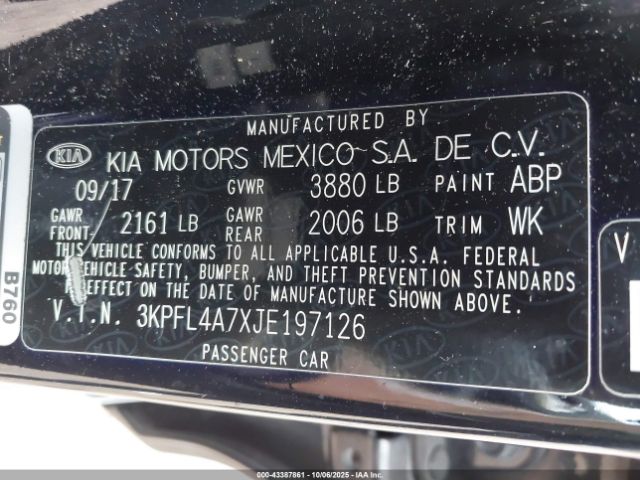 MANUFACTURED BY
KIA KIA MOTORS MEXICO S.A. DE C.V.
09/17 GVWR 3880 LB PAINT ABP
GAWR FRONT 2161 LB GAWR REAR 2006 LB TRIM WK
THIS VEHICLE CONFORMS TO ALL APPLICABLE U.S.A. FEDERAL
MOTOR VEHICLE SAFETY, BUMPER, AND THEFT PREVENTION STANDARDS
IN EFFECT ON THE DATE OF MANUFACTURE SHOWN ABOVE.
V.I.N. 3KPFL4A7XJE197126
PASSENGER CAR
B760
V
000-43387861 - 10/06/2025 - IAAI.COM